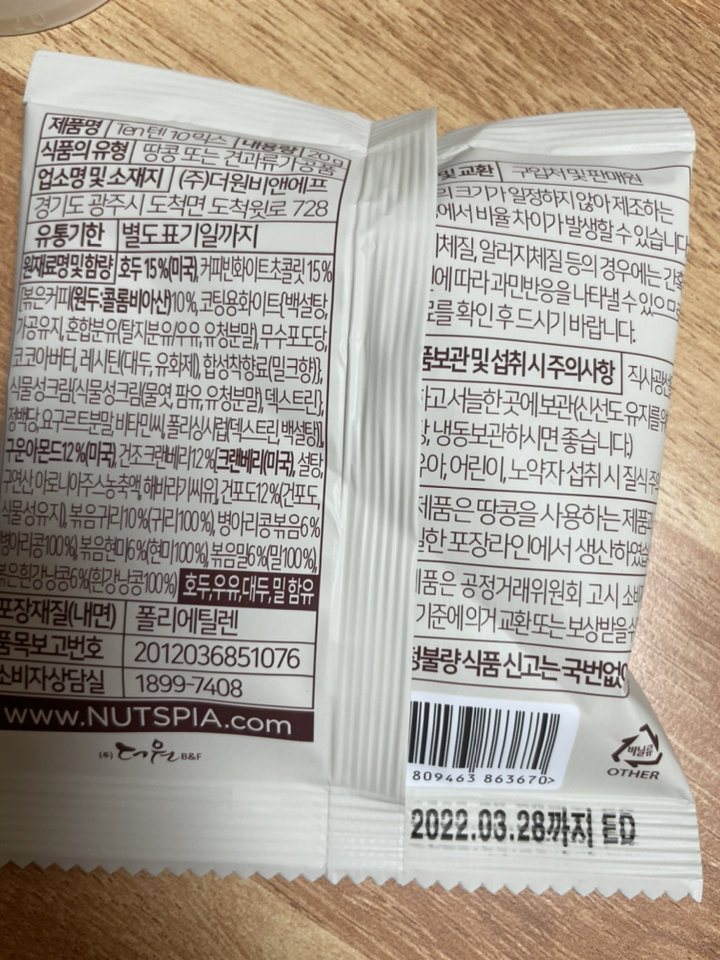 제품명 Ten텐10믹스 내용량 20g
식품의 유형 땅콩 또는 견과류가공품
업소명 및 소재지 (주)더원비앤에프
경기도 광주시 도척면 도척윗로 728
유통기한 별도표기일까지
원재료명 및 함량 호두 15%(미국), 커피빈화이트초콜릿 15%
[볶은커피(원두:콜롬비아산)10%, 코팅용화이트{백설탕,
가공유지, 혼합분유(탈지분유/우유, 유청분말), 무수포도당,
코코아버터, 레시틴(대두, 유화제), 합성착향료(밀크향)},
식물성크림{식물성크림(물엿, 팜유, 유청분말), 덱스트린},
정백당, 요구르트분말, 비타민씨, 폴리싱시럽(덱스트린, 백설탕)],
구운아몬드12%(미국), 건조크랜베리12%[크랜베리(미국), 설탕,
구연산, 아로니아주스농축액, 해바라기씨유], 건포도12%(건포도,
식물성유지), 볶음귀리10%(귀리100%), 병아리콩볶음6%
(병아리콩100%), 볶은현미6%(현미100%), 볶음밀6%(밀100%),
볶은흰강낭콩6%(흰강낭콩100%) 호두,우유,대두,밀 함유
포장재질(내면) 폴리에틸렌
품목보고번호 2012036851076
소비자상담실 1899-7408
www.NUTSPIA.com
(주)더원 B&F
및 교환 구입처 및 판매원
크기가 일정하지 않아 제조하는
에서 비율 차이가 발생할 수 있습니다
체질, 알러지체질 등의 경우에는 간혹
에 따라 과민반응을 나타낼 수 있으므로
를 확인 후 드시기 바랍니다.
품보관 및 섭취 시 주의사항 직사광선
하고 서늘한 곳에 보관(신선도 유지를 위
냉동보관하시면 좋습니다.)
어린이, 노약자 섭취 시 질식 주의
제품은 땅콩을 사용하는 제품과
일한 포장라인에서 생산하였습
제품은 공정거래위원회 고시 소비
기준에 의거 교환 또는 보상받을 수
정불량식품 신고는 국번없이
809463 863670>
비닐류
OTHER
2022.03.28까지 ED